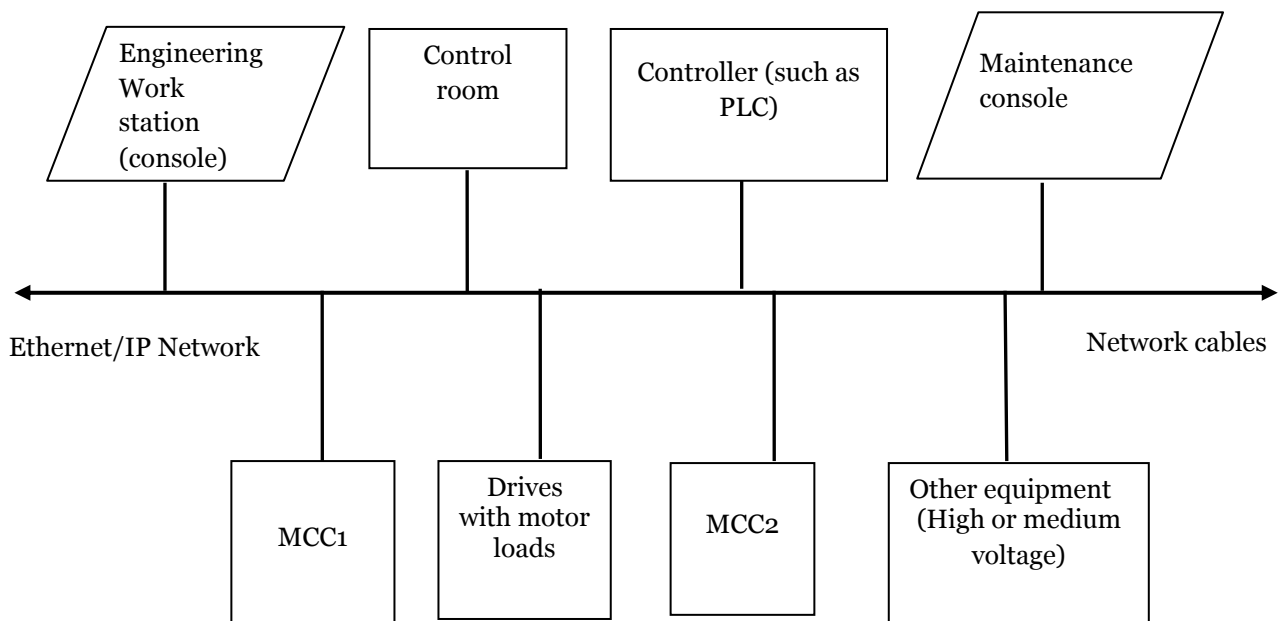 Engineering
Work
station
(console)
Control
room
Controller (such as
PLC)
Maintenance
console
Ethernet/IP Network
Network cables
MCC1
Drives
with motor
loads
MCC2
Other equipment
(High or medium
voltage)